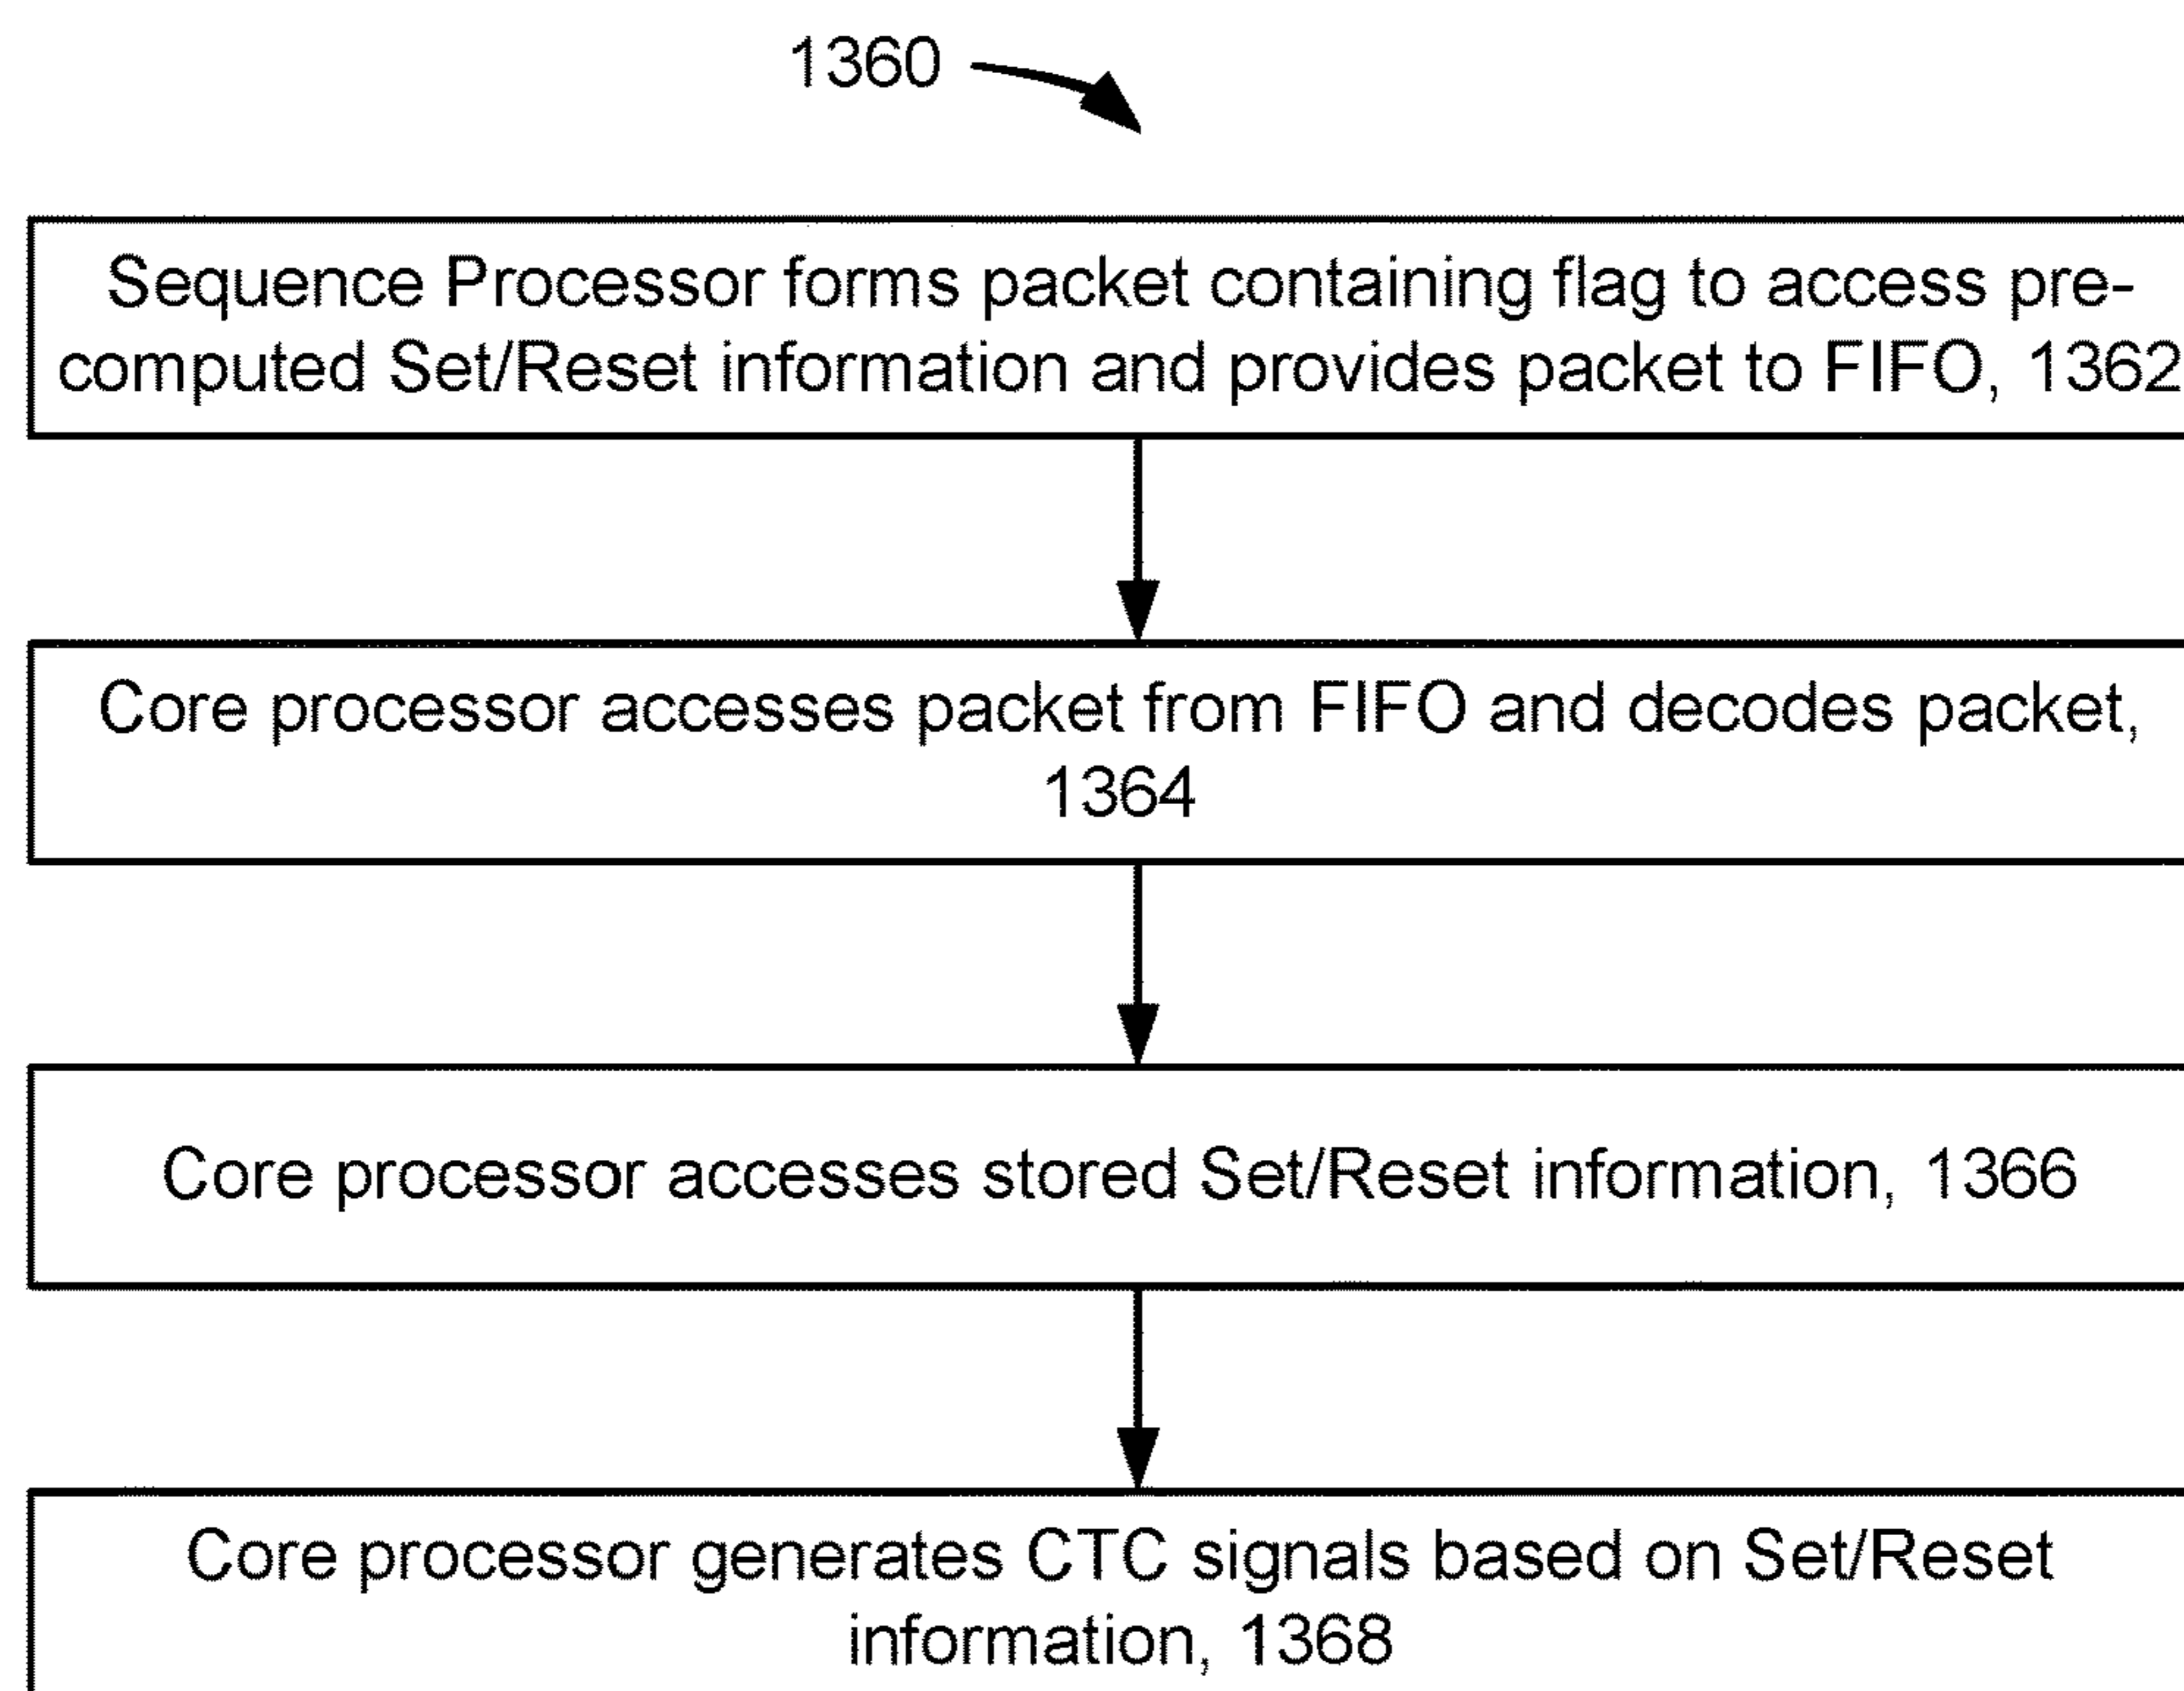 1360
Sequence Processor forms packet containing flag to access pre-
computed Set/Reset information and provides packet to FIFO, 1362
Core processor accesses packet from FIFO and decodes packet,
1364
Core processor accesses stored Set/Reset information, 1366
Core processor generates CTC signals based on Set/Reset
information, 1368